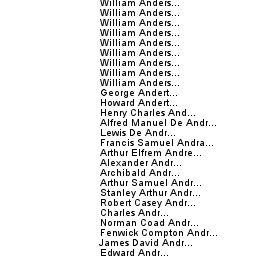 William Anders...
William Anders...
William Anders...
William Anders...
William Anders...
William Anders...
William Anders...
William Anders...
William Anders...
George Andert...
Howard Andert...
Henry Charles And...
Alfred Manuel De Andr...
Lewis De Andr...
Francis Samuel Andra...
Arthur Elfrem Andre...
Alexander Andr...
Archibald Andr...
Arthur Samuel Andr...
Stanley Arthur Andr...
Robert Casey Andr...
Charles Andr...
Norman Coad Andr...
Fenwick Compton Andr...
James David Andr...
Edward Andr...